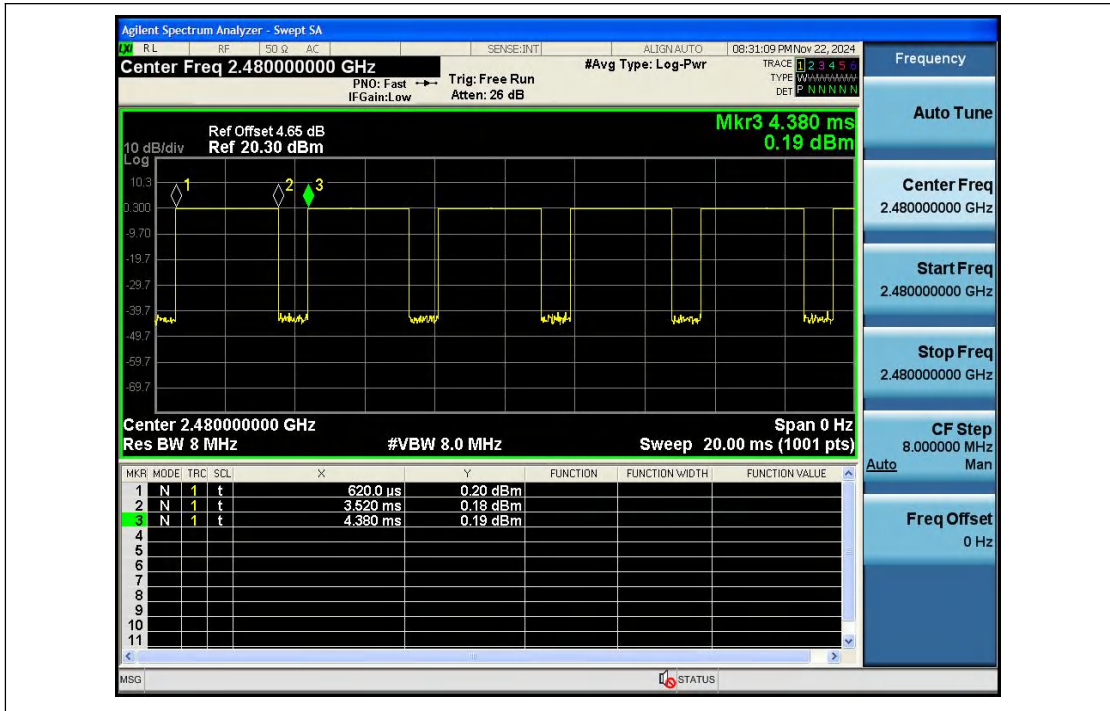 Agilent Spectrum Analyzer - Swept SA
LXI RL RF 50 Ω AC SENSE:INT ALIGN AUTO 08:31:09 PM Nov 22, 2024
Center Freq 2.480000000 GHz
PNO: Fast
IFGain:Low
Trig: Free Run
Atten: 26 dB
#Avg Type: Log-Pwr
TRACE 1 2 3 4 5 6
TYPE WWWWWW
DET P N N N N N
Ref Offset 4.65 dB
10 dB/div Ref 20.30 dBm
Log
Mkr3 4.380 ms
0.19 dBm
10.3
0.300
-9.70
-19.7
-29.7
-39.7
-49.7
-59.7
-69.7
1 2 3
Center 2.480000000 GHz Span 0 Hz
Res BW 8 MHz #VBW 8.0 MHz Sweep 20.00 ms (1001 pts)
MKR MODE TRC SCL X Y FUNCTION FUNCTION WIDTH FUNCTION VALUE
1 N 1 t 620.0 µs 0.20 dBm
2 N 1 t 3.520 ms 0.18 dBm
3 N 1 t 4.380 ms 0.19 dBm
4
5
6
7
8
9
10
11
MSG STATUS
Frequency
Auto Tune
Center Freq
2.480000000 GHz
Start Freq
2.480000000 GHz
Stop Freq
2.480000000 GHz
CF Step
8.000000 MHz
Auto Man
Freq Offset
0 Hz